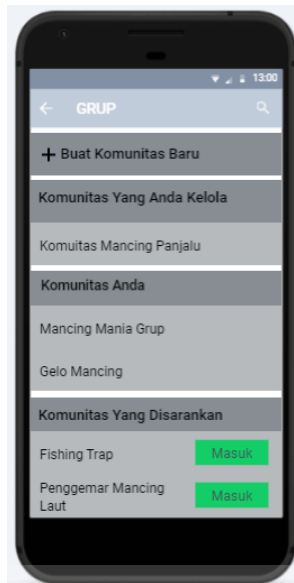 13:00
GRUP
+ Buat Komunitas Baru
Komunitas Yang Anda Kelola
Komuitas Mancing Panjalu
Komunitas Anda
Mancing Mania Grup
Gelo Mancing
Komunitas Yang Disarankan
Fishing Trap Masuk
Penggemar Mancing
Laut Masuk